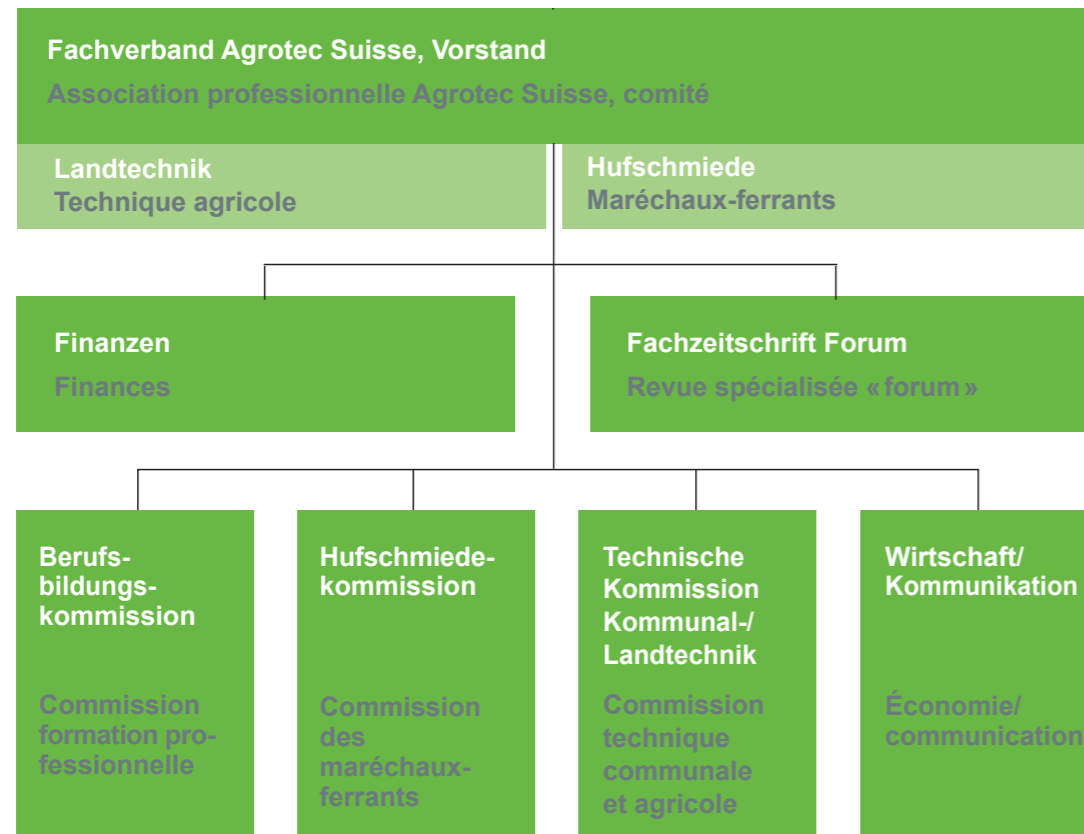 Fachverband Agrotec Suisse, Vorstand
Association professionnelle Agrotec Suisse, comité
Landtechnik
Technique agricole
Hufschmiede
Maréchaux-ferrants
Finanzen
Finances
Fachzeitschrift Forum
Revue spécialisée «forum»
Berufs-
bildungs-
kommission
Commission
formation pro-
fessionnelle
Hufschmiede-
kommission
Commission
des
maréchaux-
ferrants
Technische
Kommission
Kommunal-/
Landtechnik
Commission
technique
communale
et agricole
Wirtschaft/
Kommunikation
Économie/
communication